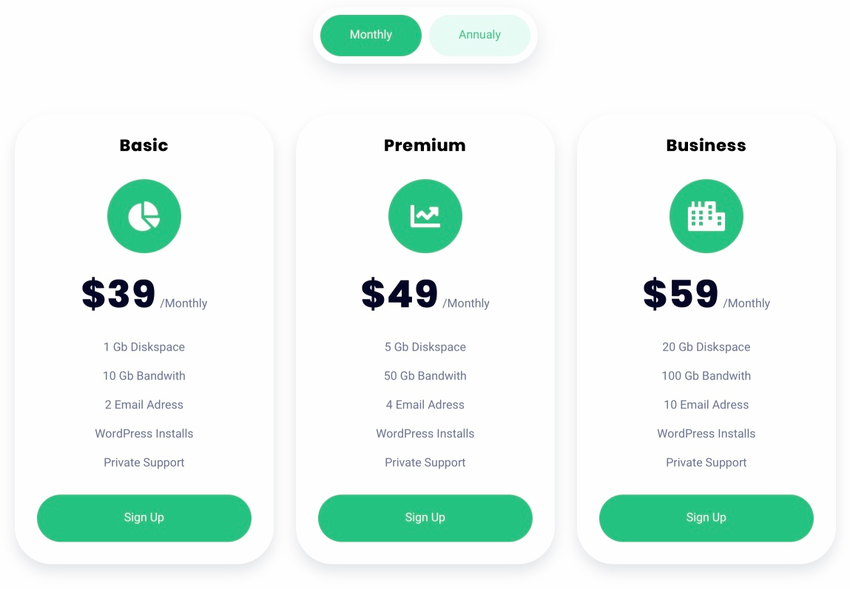 Monthly
Annualy
Basic
$39 /Monthly
1 Gb Diskspace
10 Gb Bandwith
2 Email Adress
WordPress Installs
Private Support
Sign Up
Premium
$49 /Monthly
5 Gb Diskspace
50 Gb Bandwith
4 Email Adress
WordPress Installs
Private Support
Sign Up
Business
$59 /Monthly
20 Gb Diskspace
100 Gb Bandwith
10 Email Adress
WordPress Installs
Private Support
Sign Up